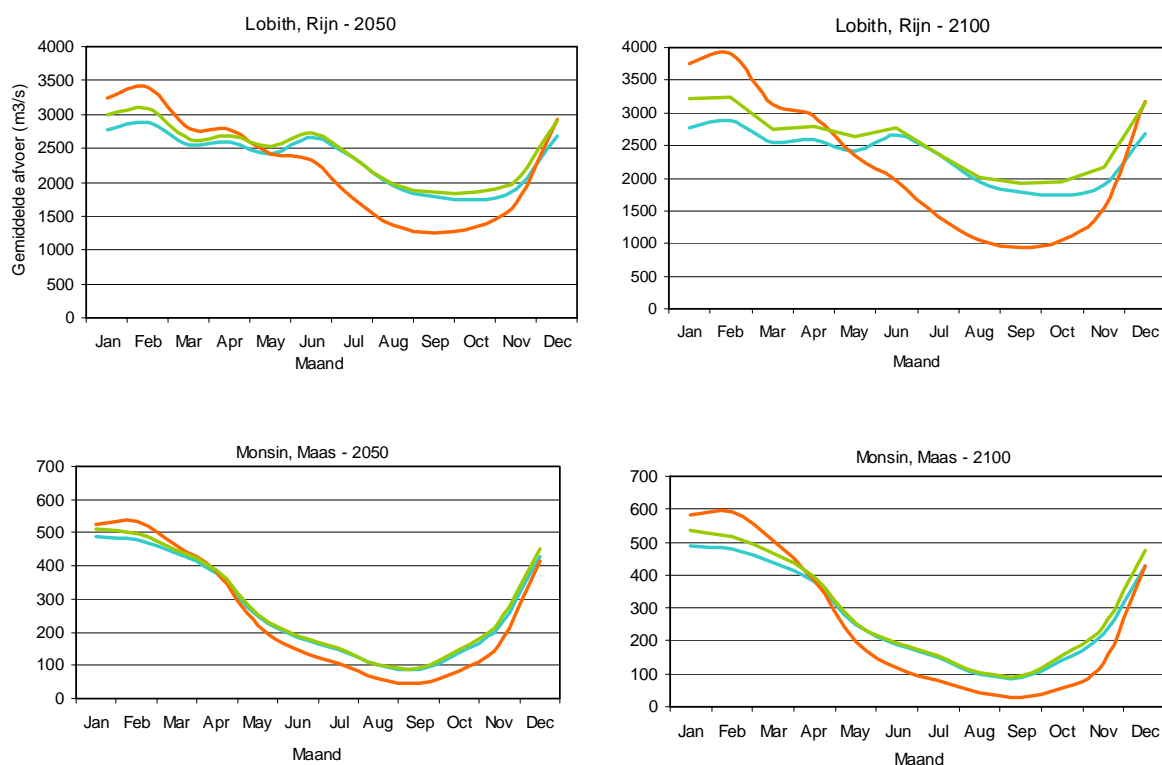 Lobith, Rijn - 2050
Gemiddelde afvoer (m3/s)
4000
3500
3000
2500
2000
1500
1000
500
0
Jan Feb Mar Apr May Jun Jul Aug Sep Oct Nov Dec
Maand
Lobith, Rijn - 2100
4000
3500
3000
2500
2000
1500
1000
500
0
Jan Feb Mar Apr May Jun Jul Aug Sep Oct Nov Dec
Maand
Monsin, Maas - 2050
700
600
500
400
300
200
100
0
Jan Feb Mar Apr May Jun Jul Aug Sep Oct Nov Dec
Maand
Monsin, Maas - 2100
700
600
500
400
300
200
100
0
Jan Feb Mar Apr May Jun Jul Aug Sep Oct Nov Dec
Maand